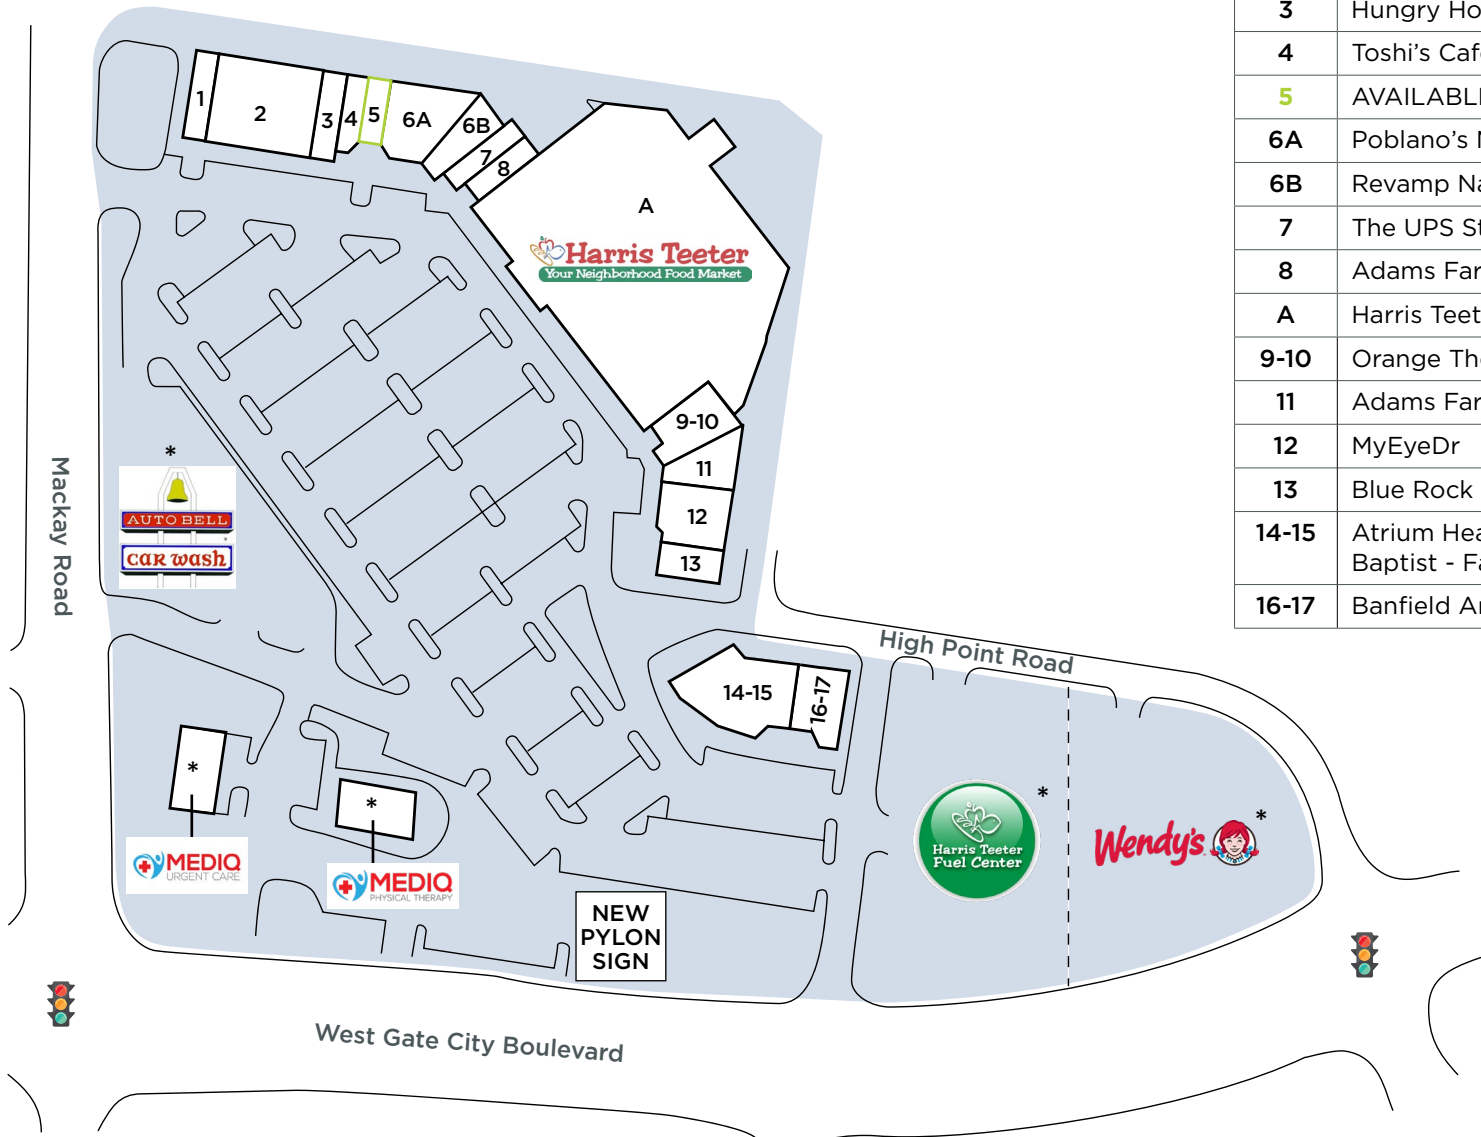 1
2
3
4
5
6A
6B
7
8
A
Harris Teeter
Your Neighborhood Food Market
9-10
11
12
13
*
AUTO BELL
car wash
Mackay Road
High Point Road
14-15
16-17
*
MEDIQ
URGENT CARE
*
MEDIQ
PHYSICAL THERAPY
*
Harris Teeter
Fuel Center
*
Wendy's
NEW
PYLON
SIGN
West Gate City Boulevard
3 Hungry Ho
4 Toshi's Caf
5 AVAILABL
6A Poblano's
6B Revamp Na
7 The UPS St
8 Adams Far
A Harris Teet
9-10 Orange Th
11 Adams Far
12 MyEyeDr
13 Blue Rock
14-15 Atrium Hea
Baptist - Fa
16-17 Banfield A